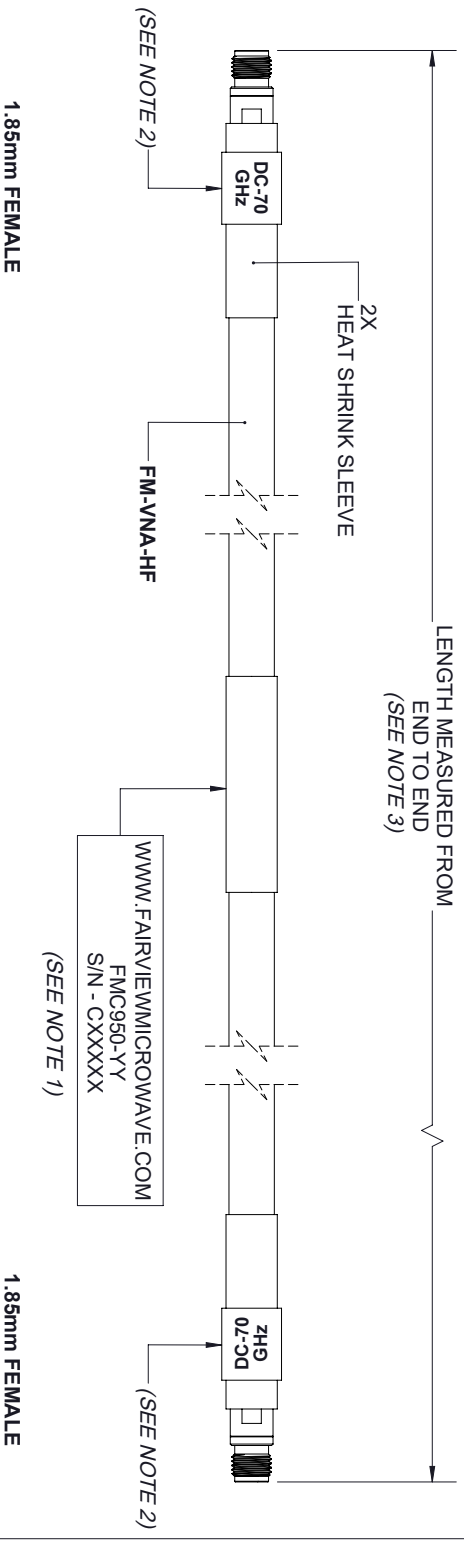 LENGTH MEASURED FROM
END TO END
(SEE NOTE 3)
2X
HEAT SHRINK SLEEVE
DC-70
GHz
(SEE NOTE 2)
FM-VNA-HF
WWW.FAIRVIEWMICROWAVE.COM
FMC950-YY
S/N - CXXXXX
(SEE NOTE 1)
GHz
DC-70
(SEE NOTE 2)
1.85mm FEMALE
1.85mm FEMALE